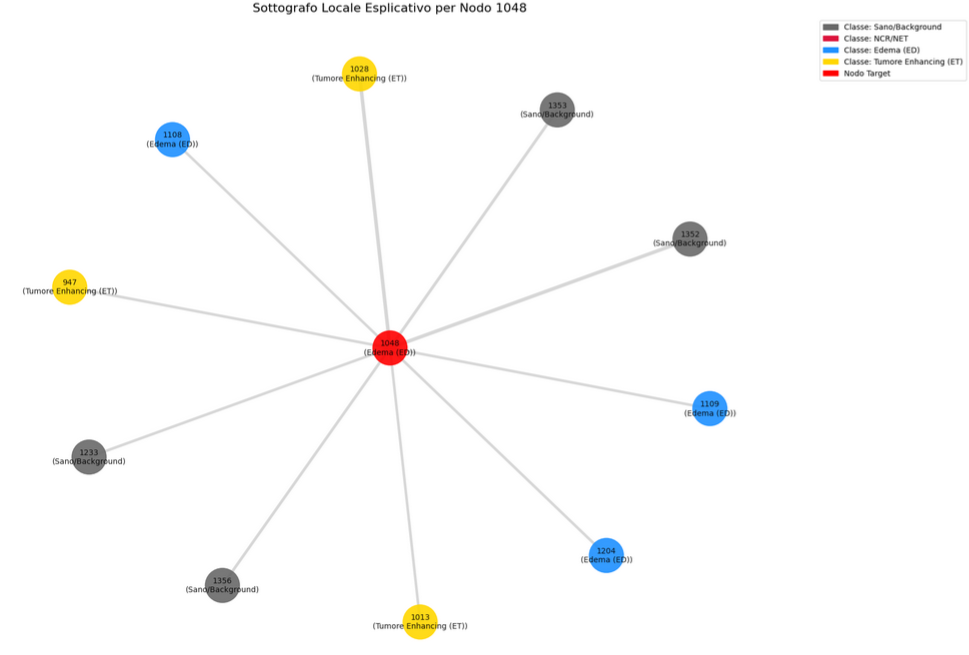 Sottografo Locale Esplicativo per Nodo 1048
Classe: Sano/Background
Classe: NCR/NET
Classe: Edema (ED)
Classe: Tumore Enhancing (ET)
Nodo Target
1028
(Tumore Enhancing (ET))
1353
(Sano/Background)
1108
(Edema (ED))
1352
(Sano/Background)
947
(Tumore Enhancing (ET))
1048
(Edema (ED))
1109
(Edema (ED))
1233
(Sano/Background)
1204
(Edema (ED))
1356
(Sano/Background)
1013
(Tumore Enhancing (ET))